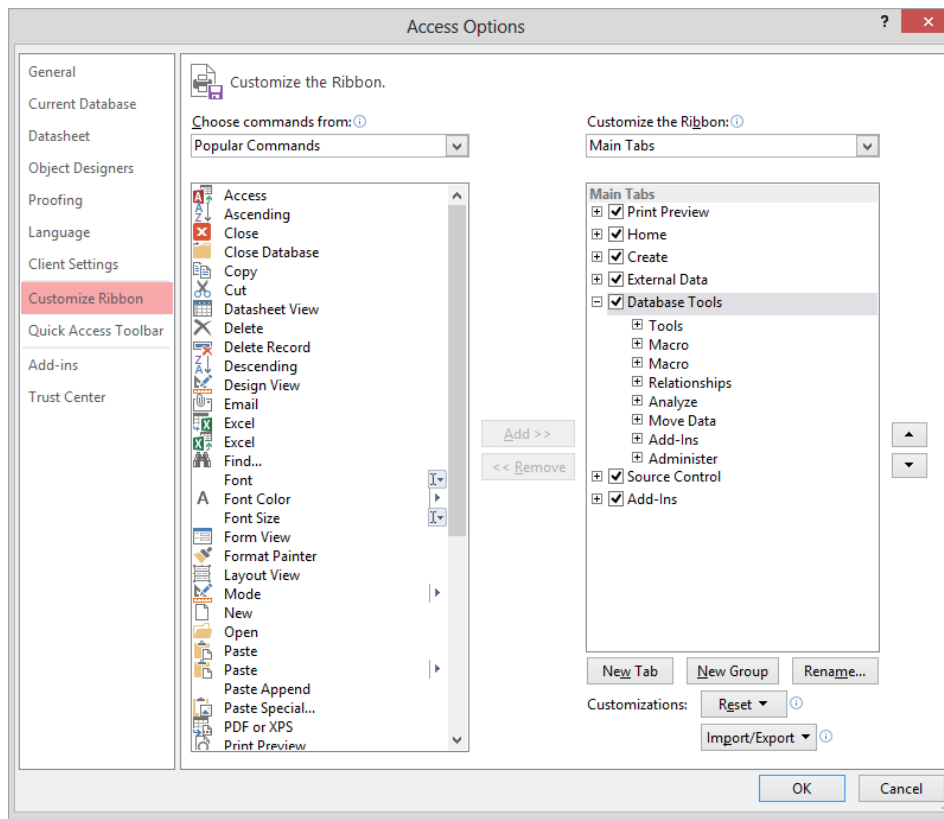 Access Options
?
General
Current Database
Datasheet
Object Designers
Proofing
Language
Client Settings
Customize Ribbon
Quick Access Toolbar
Add-ins
Trust Center
Customize the Ribbon.
Choose commands from:
Popular Commands
Access
Ascending
Close
Close Database
Copy
Cut
Datasheet View
Delete
Delete Record
Descending
Design View
Email
Excel
Excel
Find...
Font
Font Color
Font Size
Form View
Format Painter
Layout View
Mode
New
Open
Paste
Paste
Paste Append
Paste Special...
PDF or XPS
Print Preview
Add >>
<< Remove
Customize the Ribbon:
Main Tabs
Main Tabs
Print Preview
Home
Create
External Data
Database Tools
Tools
Macro
Macro
Relationships
Analyze
Move Data
Add-Ins
Administer
Source Control
Add-Ins
New Tab
New Group
Rename...
Customizations:
Reset
Import/Export
OK
Cancel